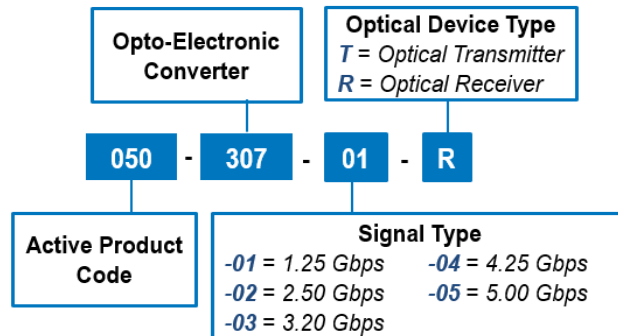 Opto-Electronic
Converter
Optical Device Type
T = Optical Transmitter
R = Optical Receiver
050 - 307 - 01 - R
Active Product
Code
Signal Type
-01 = 1.25 Gbps -04 = 4.25 Gbps
-02 = 2.50 Gbps -05 = 5.00 Gbps
-03 = 3.20 Gbps